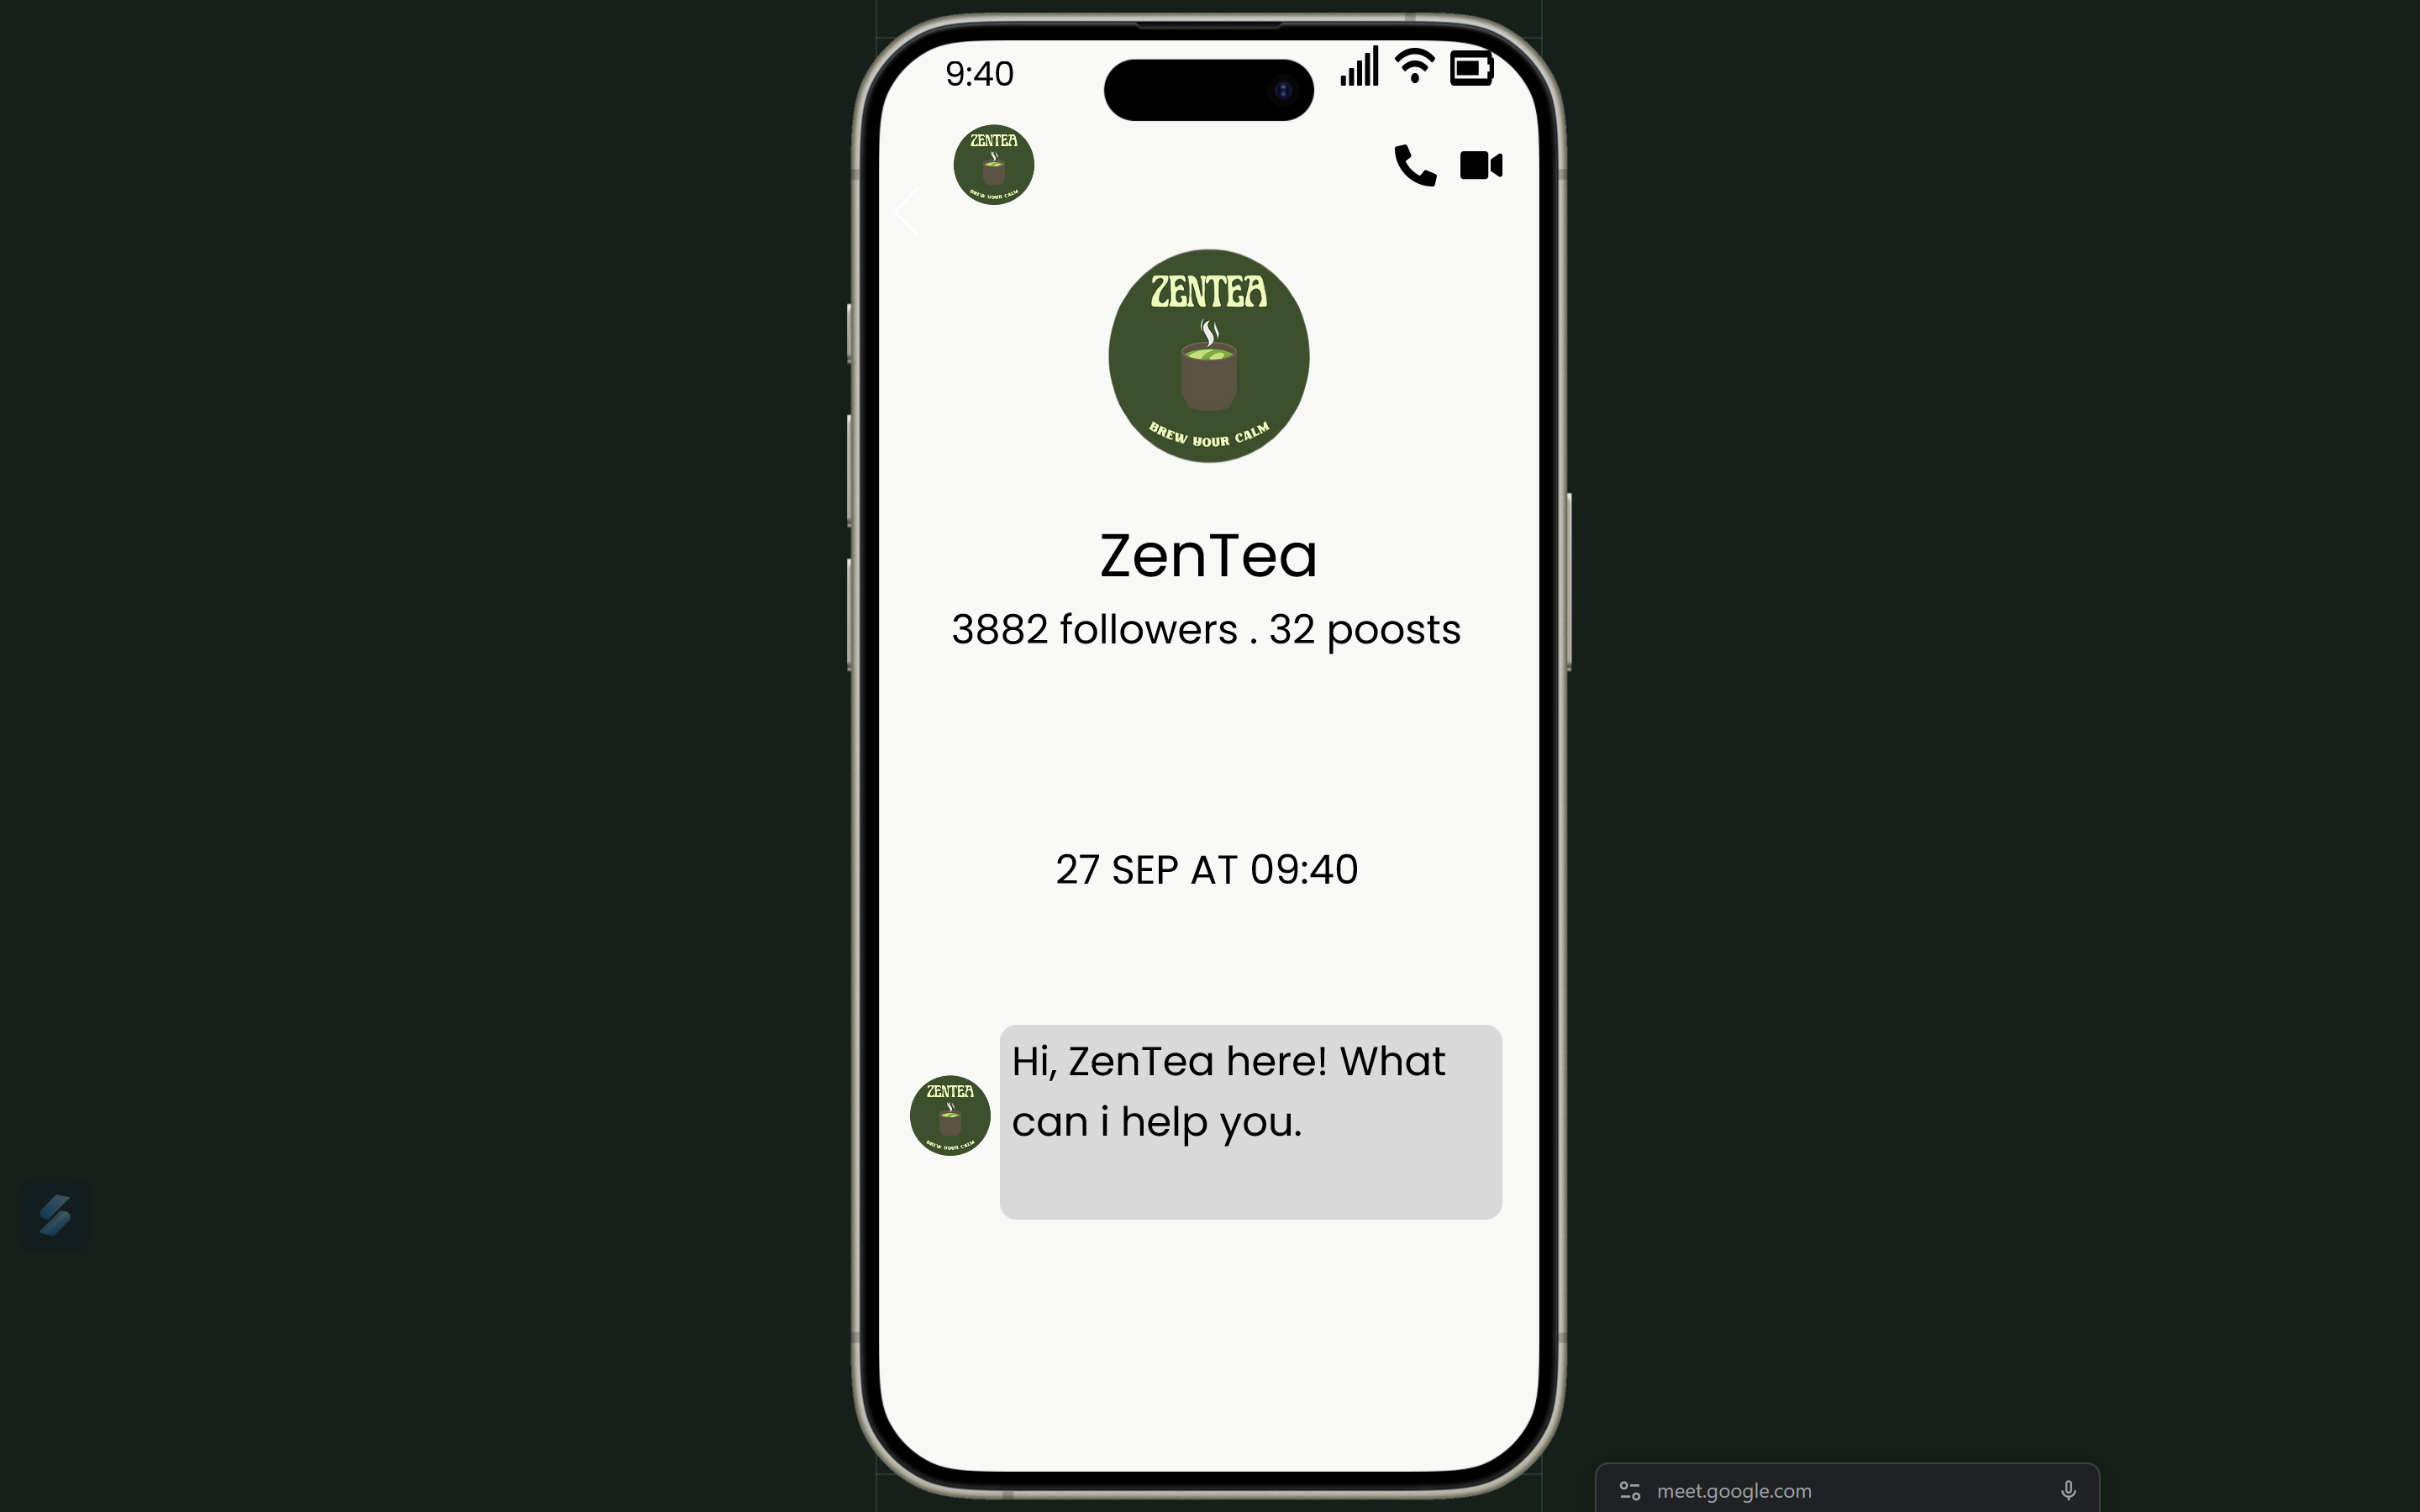 9:40
ZENTEA
BREW YOUR CALM
ZENTEA
BREW YOUR CALM
ZenTea
3882 followers . 32 poosts
27 SEP AT 09:40
Hi, ZenTea here! What
can i help you.
ZENTEA
BREW YOUR CALM
meet.google.com